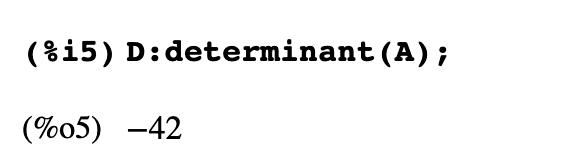 (%i5) D:determinant(A);
(%o5) −42